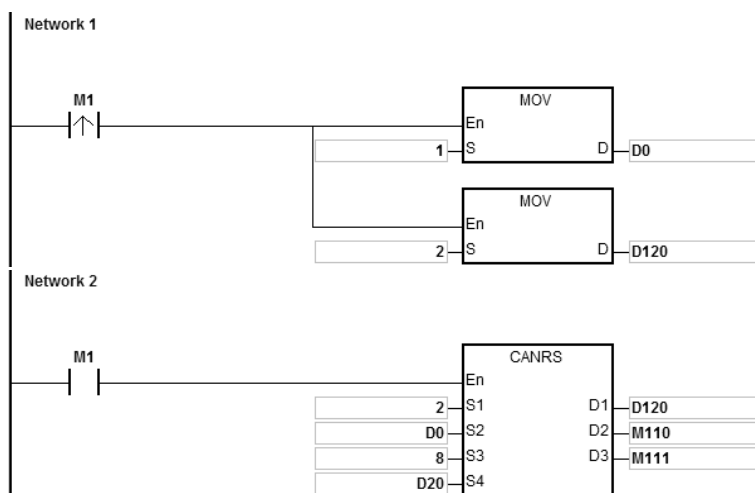 Network 1
M1
MOV
En
1 S D D0
MOV
En
2 S D D120
Network 2
M1
CANRS
En
2 S1 D1 D120
D0 S2 D2 M110
8 S3 D3 M111
D20 S4